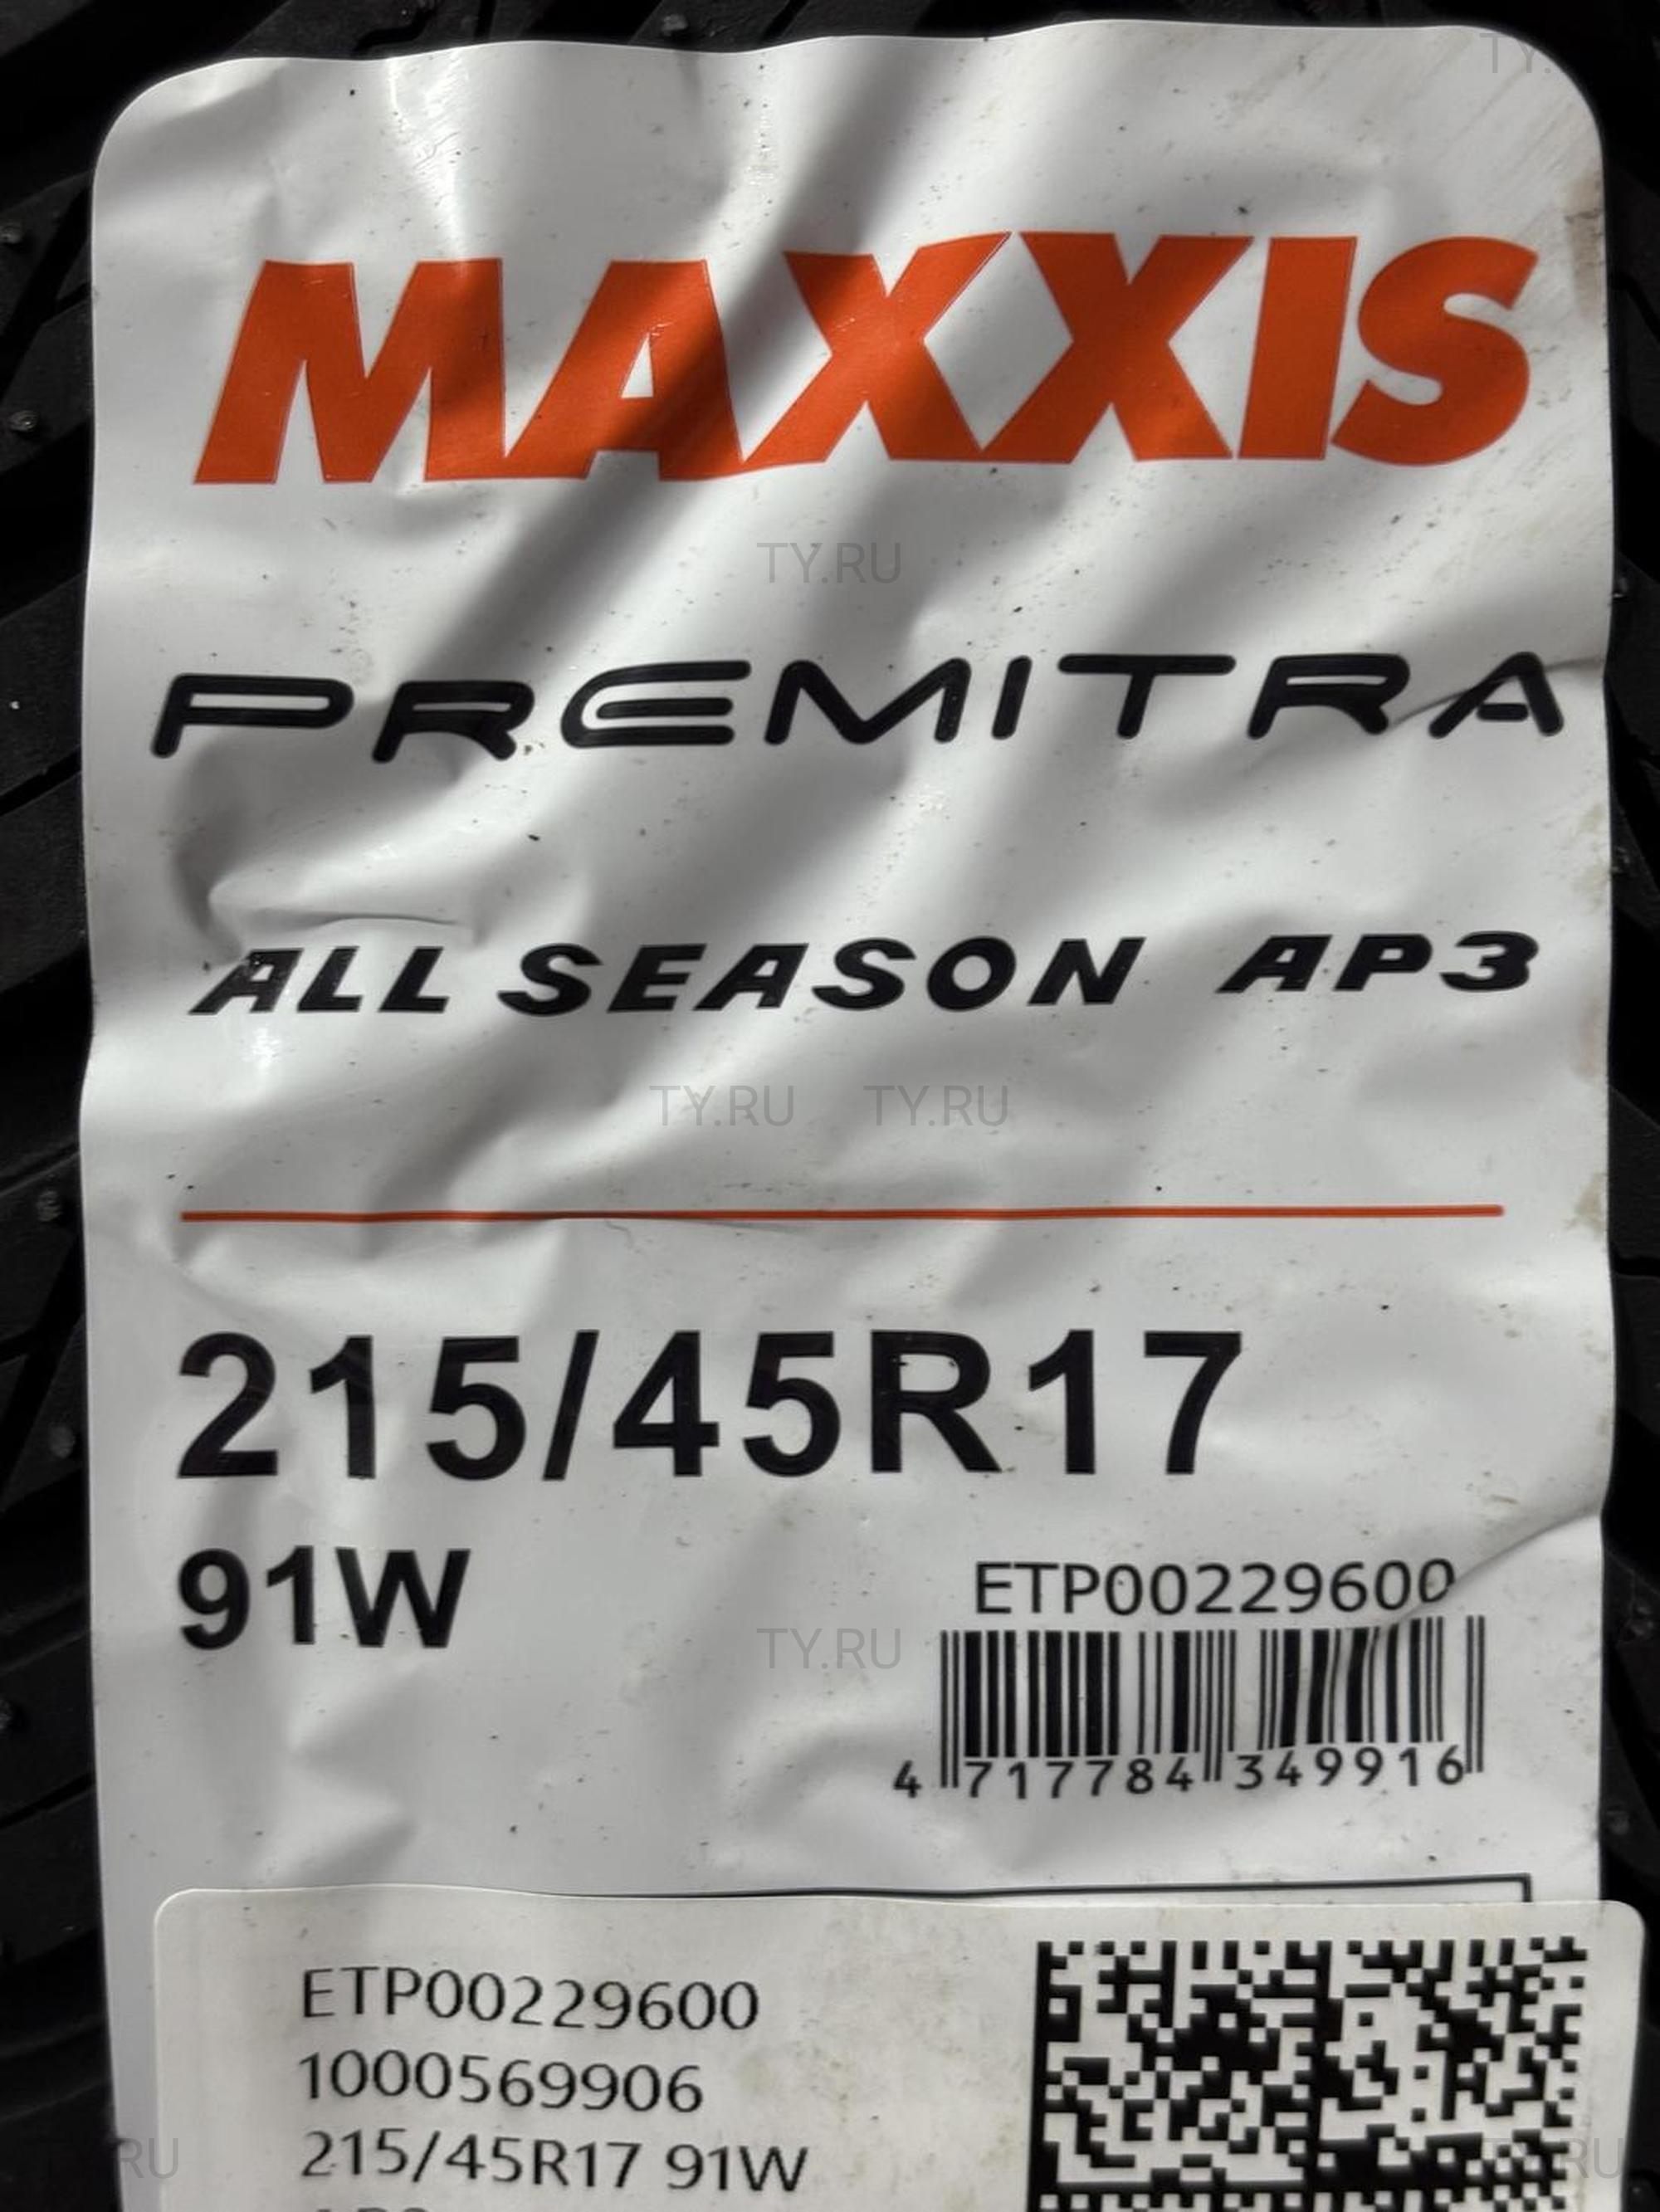 MAXXIS
TY.RU
PREMITRA
ALL SEASON AP3
TY.RU TY.RU
215/45R17
91W
ETP00229600
TY.RU
4 717784 349916
ETP00229600
1000569906
215/45R17 91W